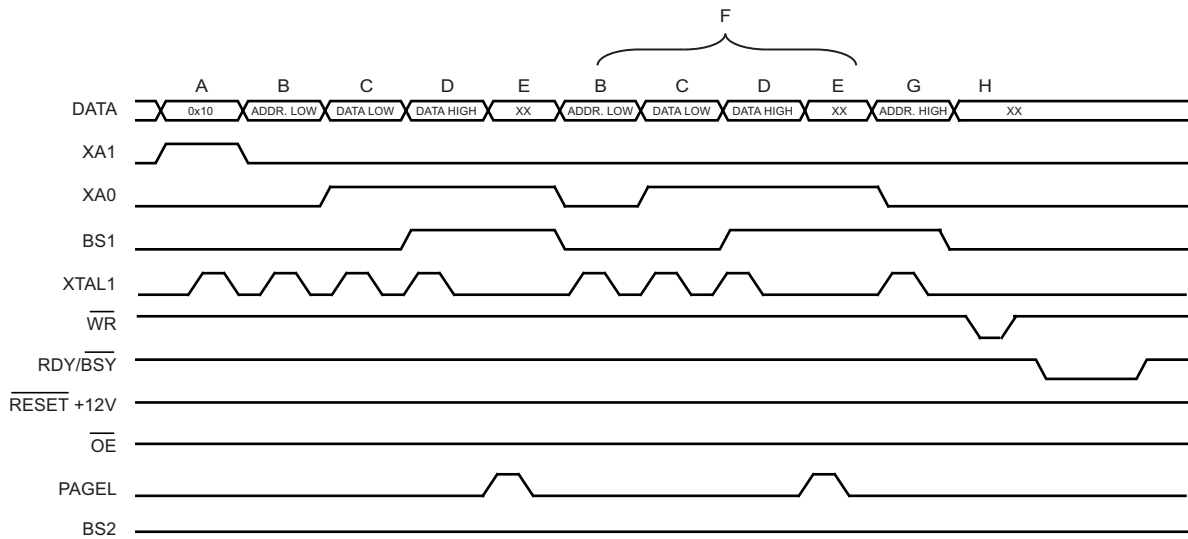 F
A B C D E B C D E G H
DATA 0x10 ADDR. LOW DATA LOW DATA HIGH XX ADDR. LOW DATA LOW DATA HIGH XX ADDR. HIGH XX
XA1
XA0
BS1
XTAL1
WR
RDY/BSY
RESET +12V
OE
PAGEL
BS2